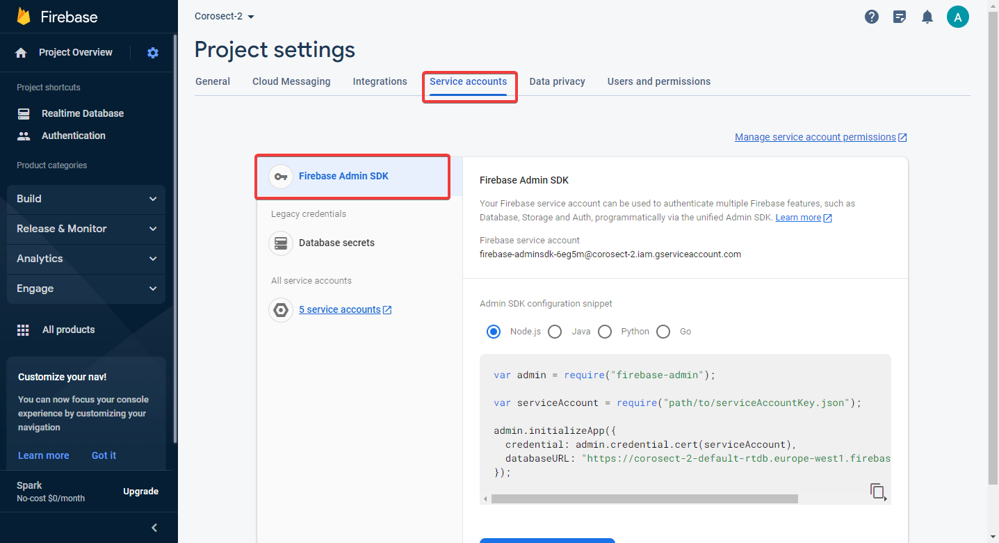 Firebase
Project Overview
Project shortcuts
Realtime Database
Authentication
Product categories
Build
Release & Monitor
Analytics
Engage
All products
Customize your nav!
You can now focus your console
experience by customizing your
navigation
Learn more Got it
Spark
No-cost $0/month
Upgrade
Corosect-2
A
Project settings
General Cloud Messaging Integrations Service accounts Data privacy Users and permissions
Manage service account permissions
Firebase Admin SDK
Legacy credentials
Database secrets
All service accounts
5 service accounts
Firebase Admin SDK
Your Firebase service account can be used to authenticate multiple Firebase features, such as
Database, Storage and Auth, programmatically via the unified Admin SDK. Learn more
Firebase service account
firebase-adminsdk-6eg5m@corosect-2.iam.gserviceaccount.com
Admin SDK configuration snippet
Node.js Java Python Go
var admin = require("firebase-admin");
var serviceAccount = require("path/to/serviceAccountKey.json");
admin.initializeApp({
credential: admin.credential.cert(serviceAccount),
databaseURL: "https://corosect-2-default-rtdb.europe-west1.firebas
});